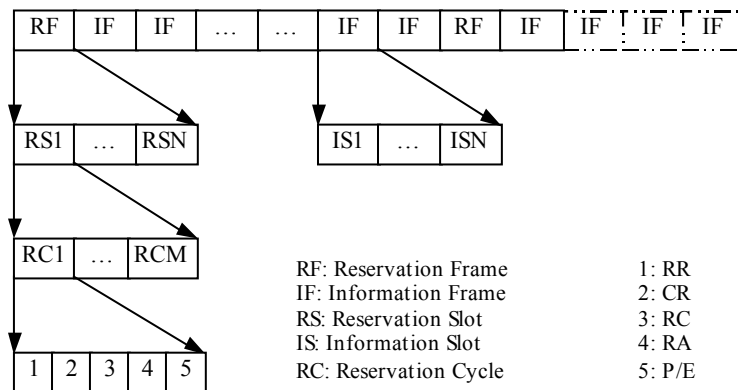 RF IF IF … … IF IF RF IF IF IF IF
RS1 … RSN IS1 … ISN
RC1 … RCM
RF: Reservation Frame 1: RR
IF: Information Frame 2: CR
RS: Reservation Slot 3: RC
IS: Information Slot 4: RA
1 2 3 4 5 RC: Reservation Cycle 5: P/E